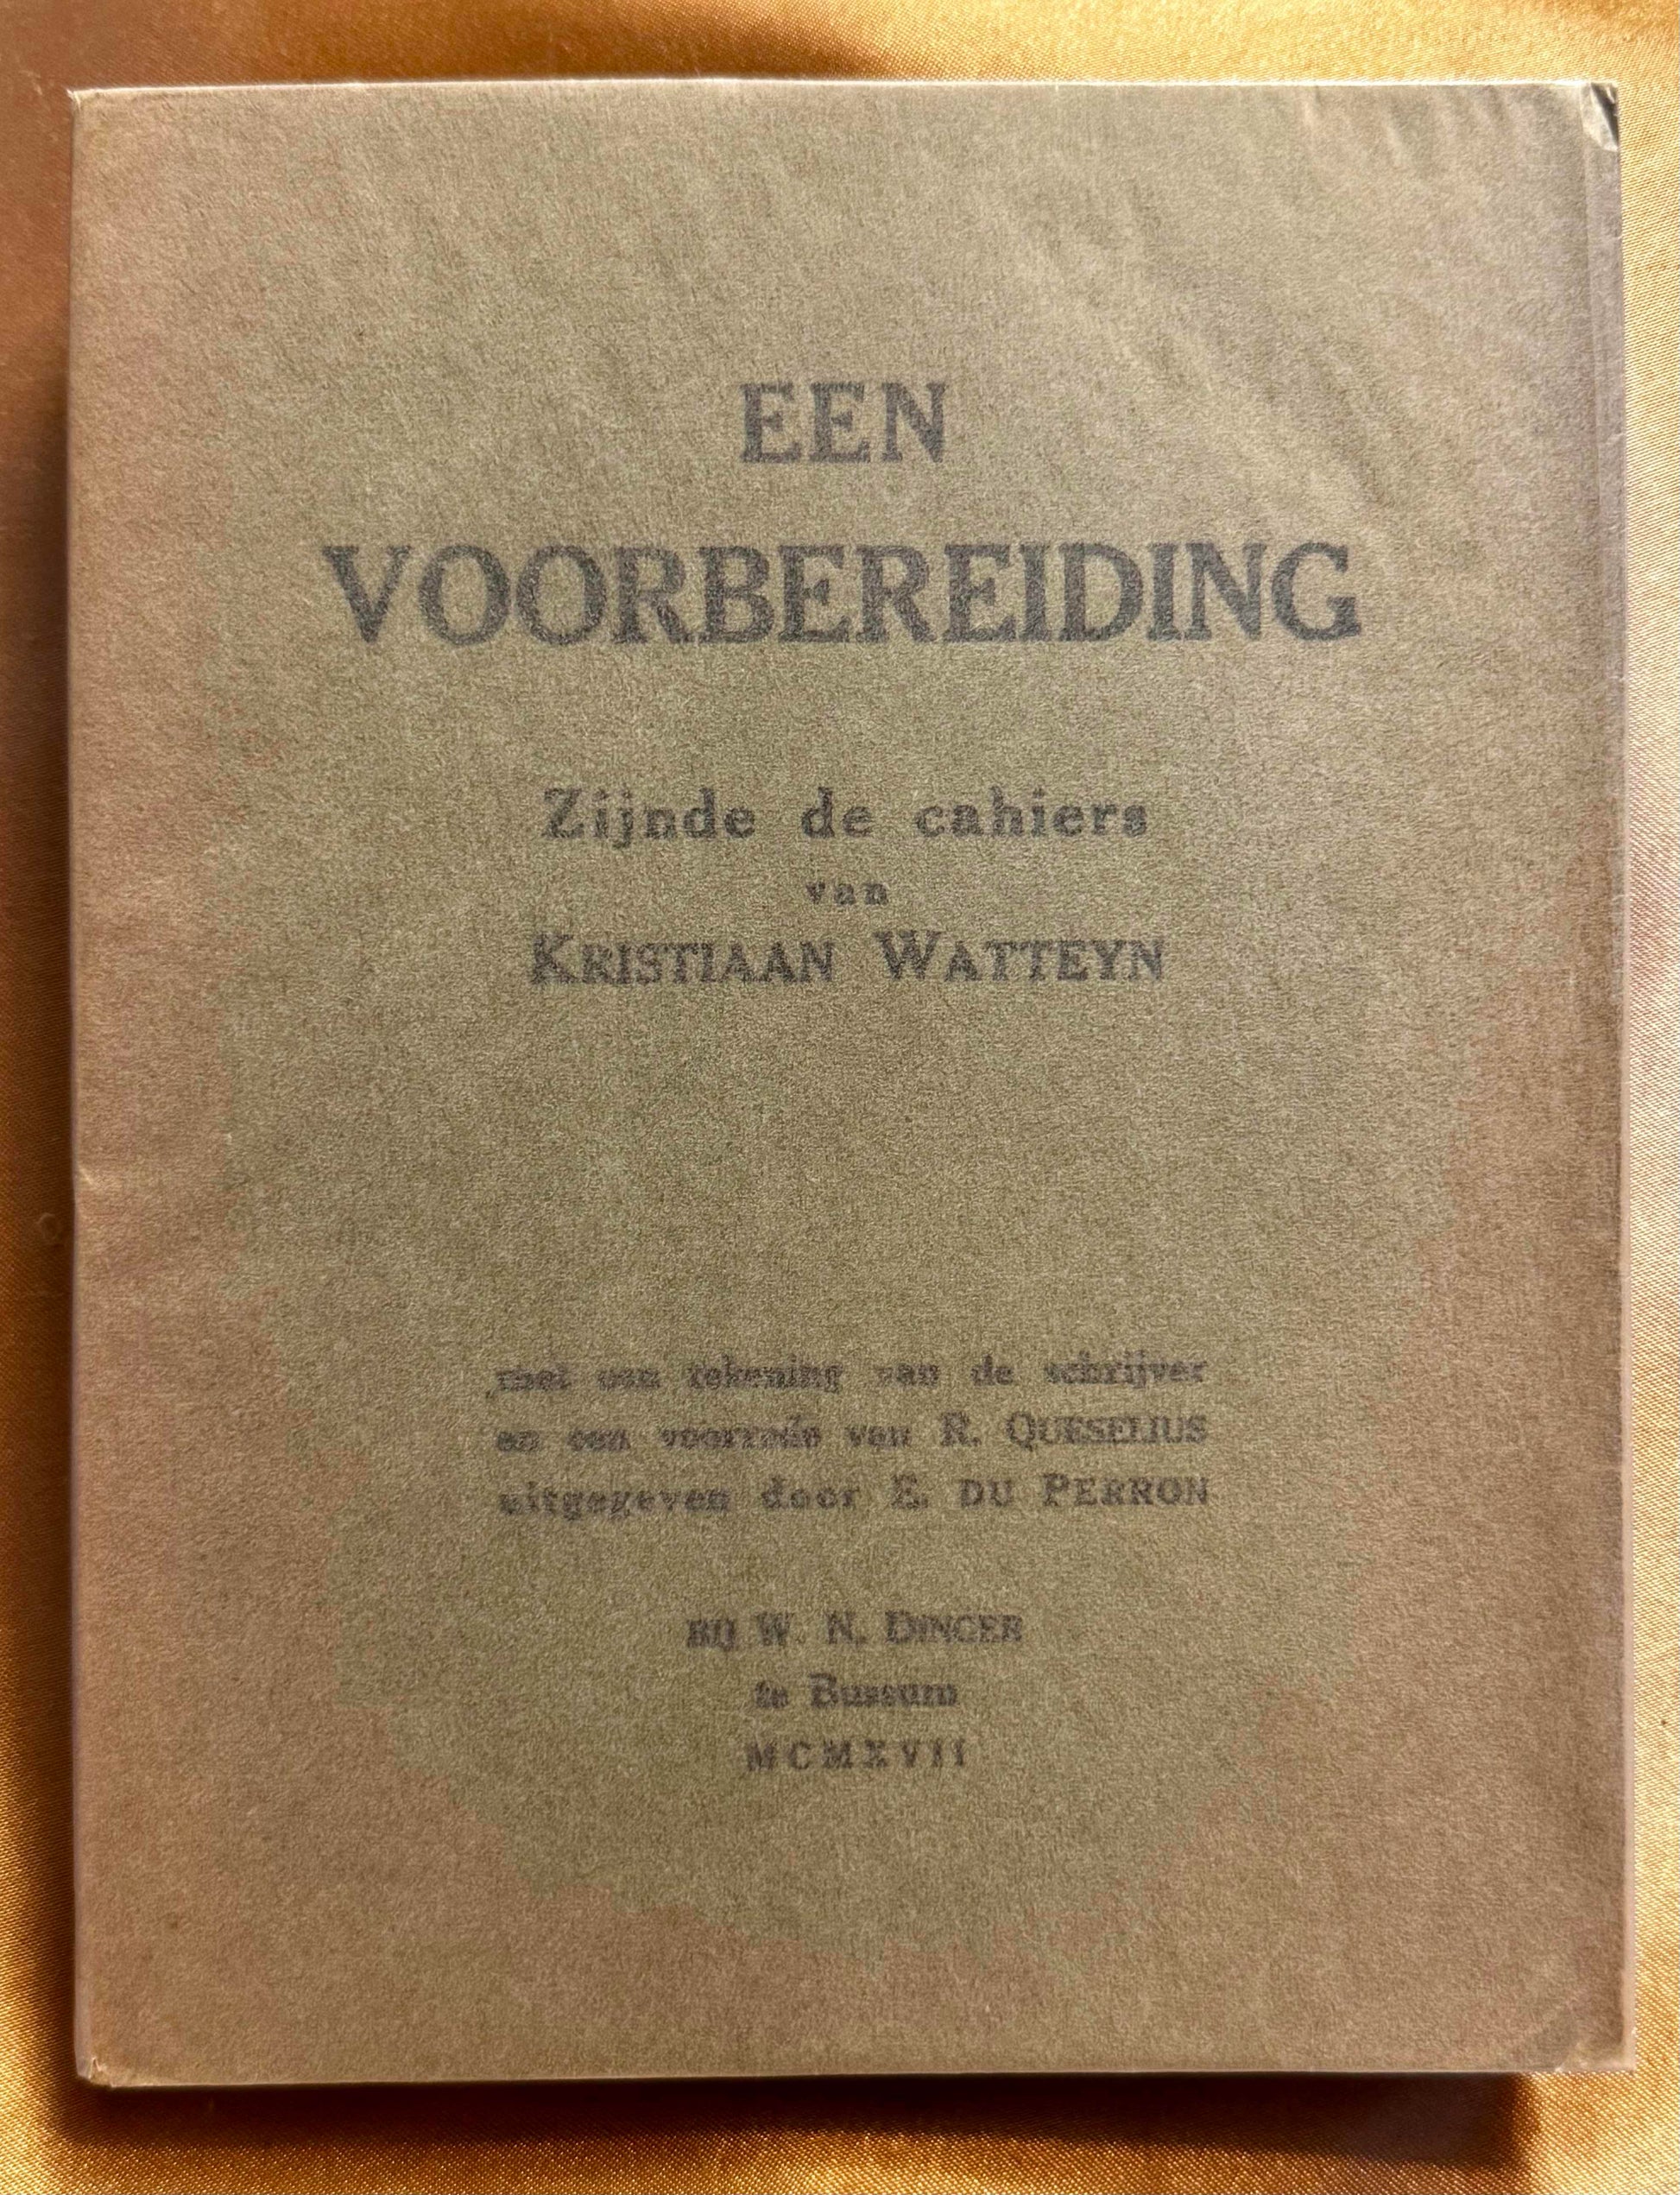 EEN
VOORBEREIDING
Zijnde de cahiers
van
KRISTIAAN WATTEYN
met een tekening van de schrijver
en een voorrede van R. QUESELIUS
uitgegeven door E. DU PERRON
BIJ W. N. DINGER
te Bussum
MCMXVII